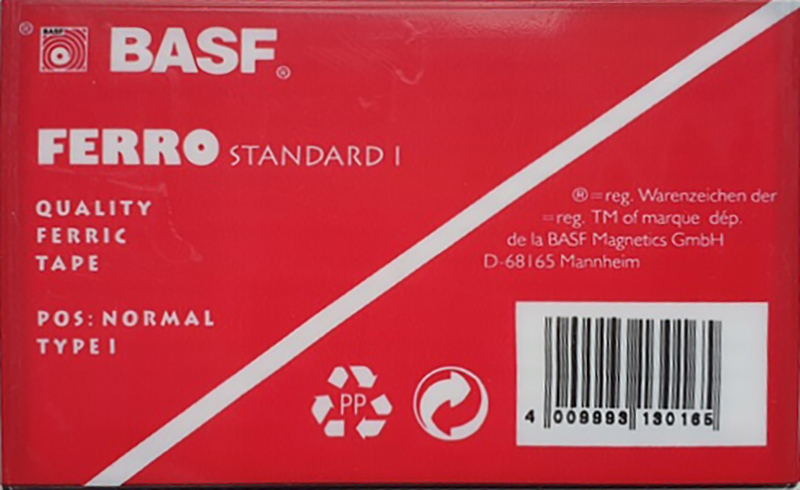 ® BASF BASF®
FERRO STANDARD I
QUALITY
FERRIC
TAPE
POS: NORMAL
TYPE I
® = reg. Warenzeichen der
= reg. TM of marque dép.
de la BASF Magnetics GmbH
D-68165 Mannheim
PP
4 009993 130165